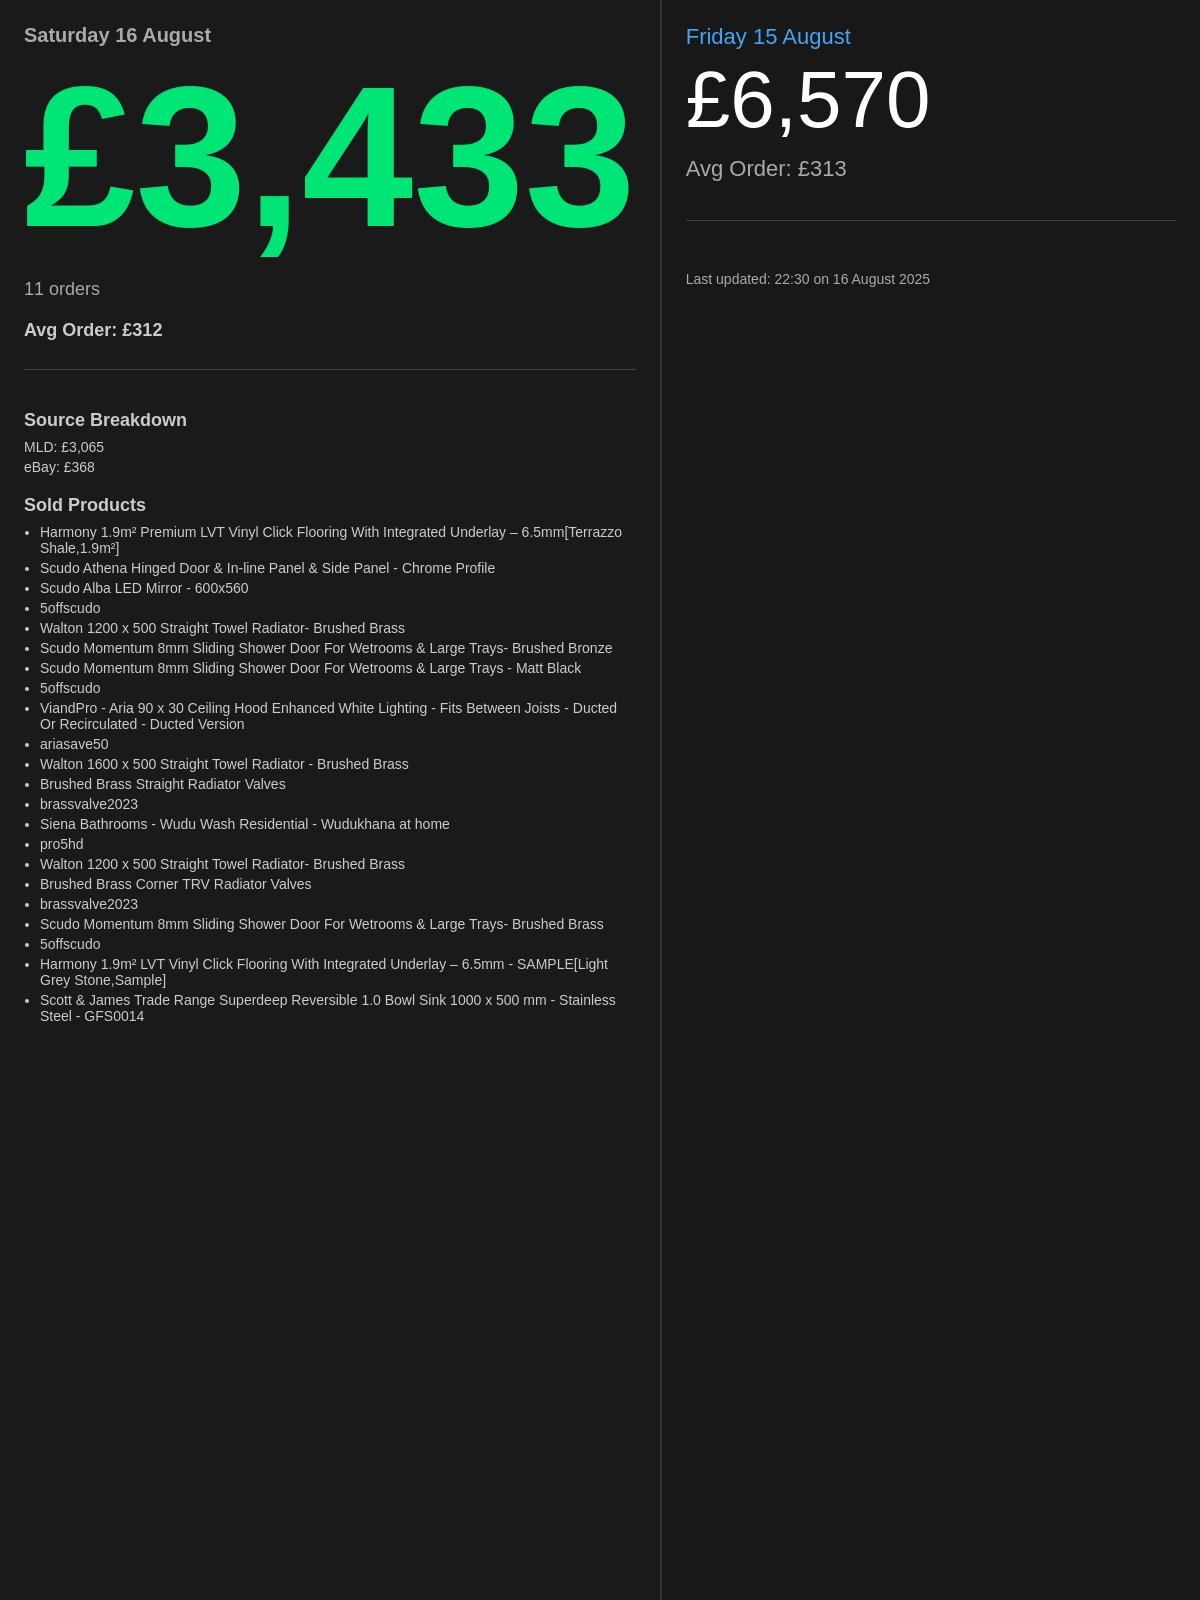 Saturday 16 August
£3,433
11 orders
Avg Order: £312
Source Breakdown
MLD: £3,065
eBay: £368
Sold Products
• Harmony 1.9m² Premium LVT Vinyl Click Flooring With Integrated Underlay – 6.5mm[Terrazzo
Shale,1.9m²]
• Scudo Athena Hinged Door & In-line Panel & Side Panel - Chrome Profile
• Scudo Alba LED Mirror - 600x560
• 5offscudo
• Walton 1200 x 500 Straight Towel Radiator- Brushed Brass
• Scudo Momentum 8mm Sliding Shower Door For Wetrooms & Large Trays- Brushed Bronze
• Scudo Momentum 8mm Sliding Shower Door For Wetrooms & Large Trays - Matt Black
• 5offscudo
• ViandPro - Aria 90 x 30 Ceiling Hood Enhanced White Lighting - Fits Between Joists - Ducted
Or Recirculated - Ducted Version
• ariasave50
• Walton 1600 x 500 Straight Towel Radiator - Brushed Brass
• Brushed Brass Straight Radiator Valves
• brassvalve2023
• Siena Bathrooms - Wudu Wash Residential - Wudukhana at home
• pro5hd
• Walton 1200 x 500 Straight Towel Radiator- Brushed Brass
• Brushed Brass Corner TRV Radiator Valves
• brassvalve2023
• Scudo Momentum 8mm Sliding Shower Door For Wetrooms & Large Trays- Brushed Brass
• 5offscudo
• Harmony 1.9m² LVT Vinyl Click Flooring With Integrated Underlay – 6.5mm - SAMPLE[Light
Grey Stone,Sample]
• Scott & James Trade Range Superdeep Reversible 1.0 Bowl Sink 1000 x 500 mm - Stainless
Steel - GFS0014
Friday 15 August
£6,570
Avg Order: £313
Last updated: 22:30 on 16 August 2025